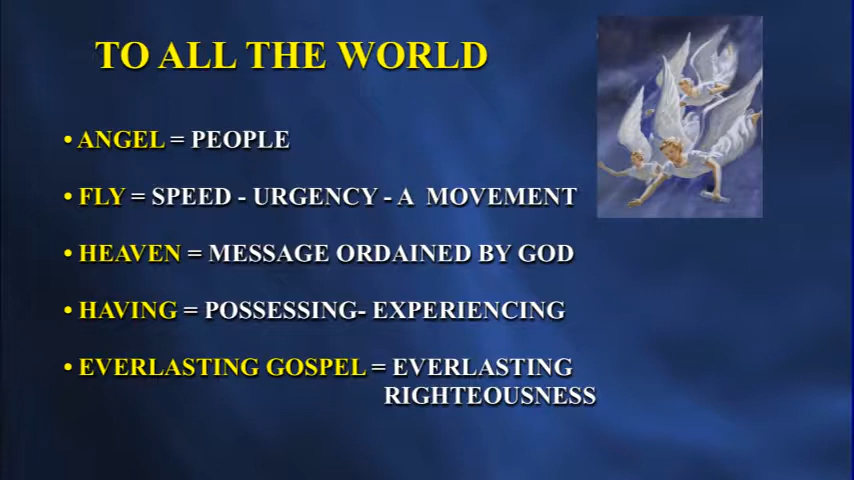 TO ALL THE WORLD
• ANGEL = PEOPLE
• FLY = SPEED - URGENCY - A MOVEMENT
• HEAVEN = MESSAGE ORDAINED BY GOD
• HAVING = POSSESSING- EXPERIENCING
• EVERLASTING GOSPEL = EVERLASTING
RIGHTEOUSNESS